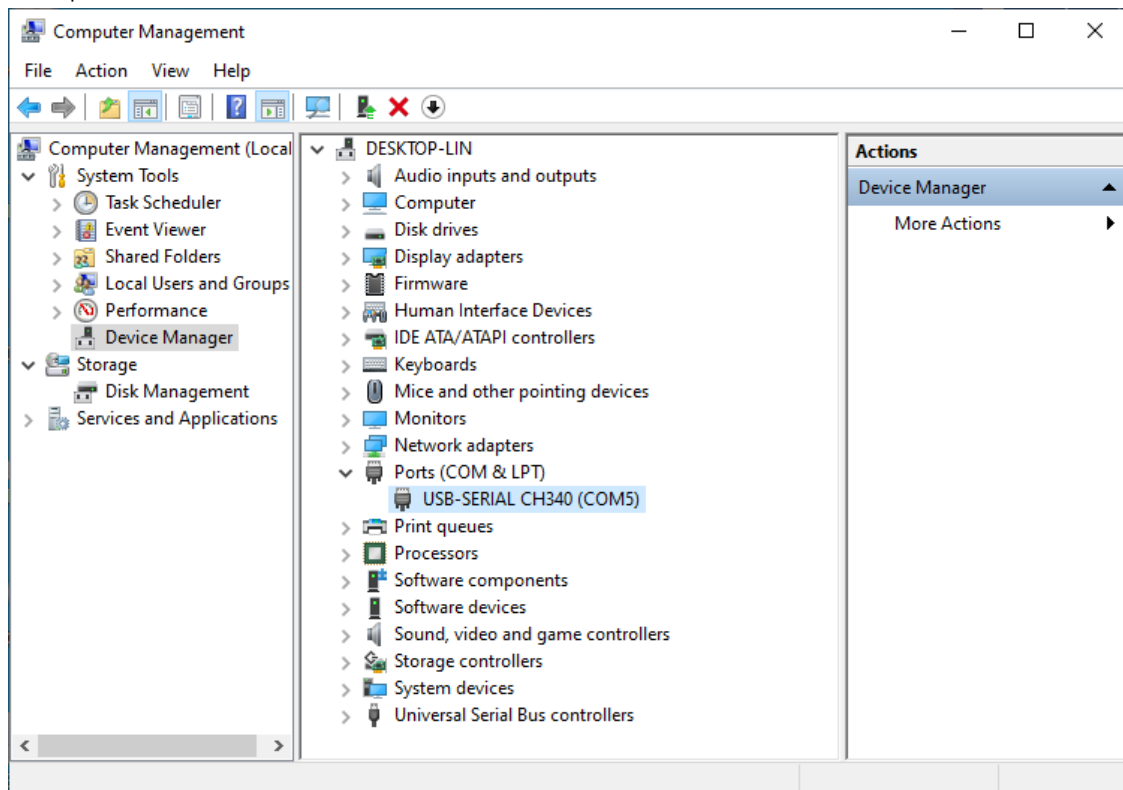 Computer Management
File Action View Help
Computer Management (Local
System Tools
Task Scheduler
Event Viewer
Shared Folders
Local Users and Groups
Performance
Device Manager
Storage
Disk Management
Services and Applications
DESKTOP-LIN
Audio inputs and outputs
Computer
Disk drives
Display adapters
Firmware
Human Interface Devices
IDE ATA/ATAPI controllers
Keyboards
Mice and other pointing devices
Monitors
Network adapters
Ports (COM & LPT)
USB-SERIAL CH340 (COM5)
Print queues
Processors
Software components
Software devices
Sound, video and game controllers
Storage controllers
System devices
Universal Serial Bus controllers
Actions
Device Manager
More Actions